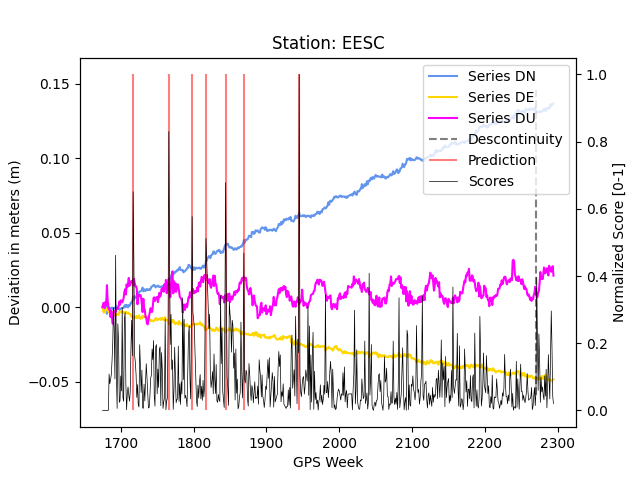 Station: EESC
Series DN
Series DE
Series DU
Descontinuity
Prediction
Scores
Deviation in meters (m)
0.15
0.10
0.05
0.00
−0.05
1.0
0.8
0.6
0.4
0.2
0.0
Normalized Score [0-1]
1700 1800 1900 2000 2100 2200 2300
GPS Week